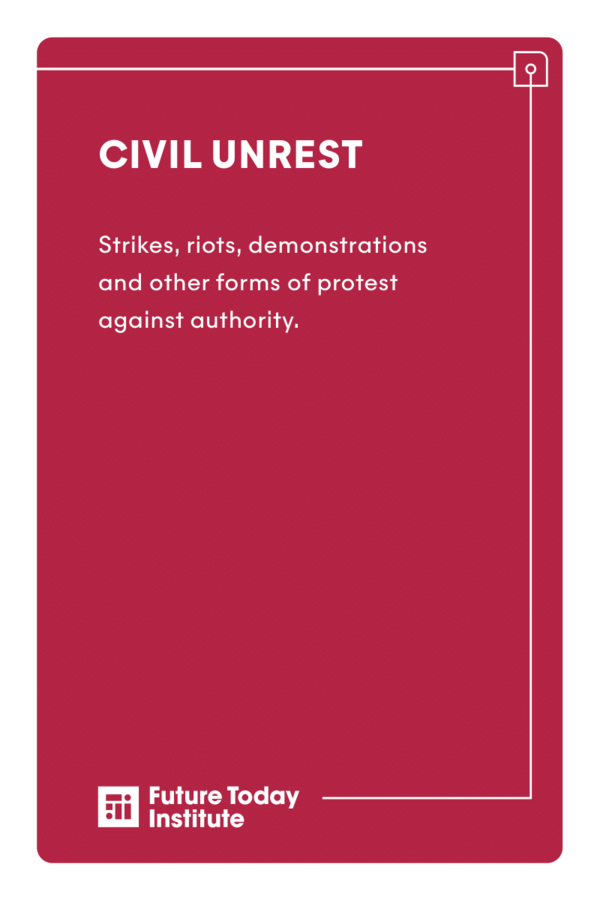 CIVIL UNREST
Strikes, riots, demonstrations
and other forms of protest
against authority.
Future Today
Institute